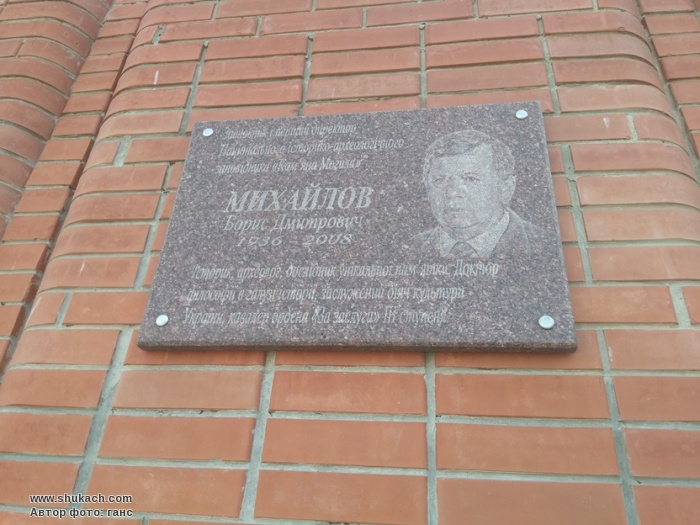 Засновник, перший директор
Національного історико-археологічного
заповідника «Кам'яна Могила»
МИХАЙЛОВ
Борис Дмитрович
1936 - 2008
Історик, археолог, дослідник унікальної пам'ятки. Доктор
філософії в галузі історії, заслужений діяч культури
України, кавалер ордена «За заслуги» III ступеня.
www.shukach.com
Автор фото: ганс